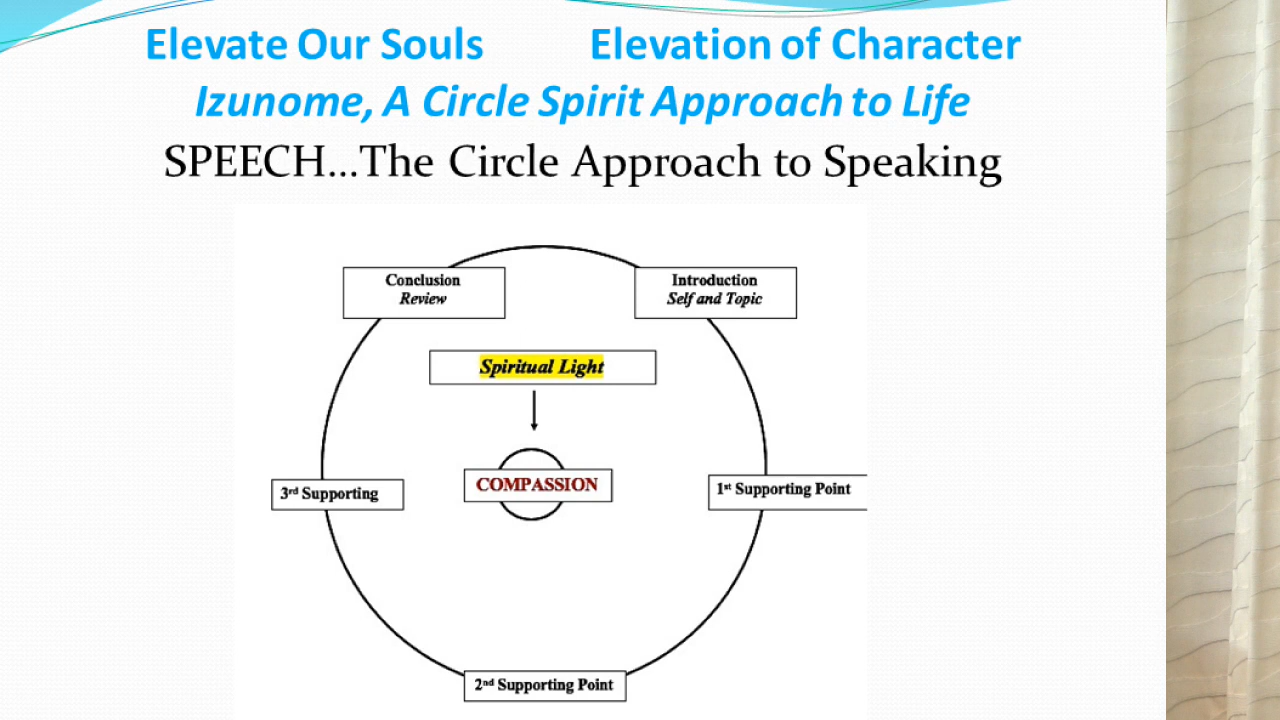 Elevate Our Souls Elevation of Character
Izunome, A Circle Spirit Approach to Life
SPEECH...The Circle Approach to Speaking
Conclusion
Review
Introduction
Self and Topic
Spiritual Light
COMPASSION
3rd Supporting
1st Supporting Point
2nd Supporting Point